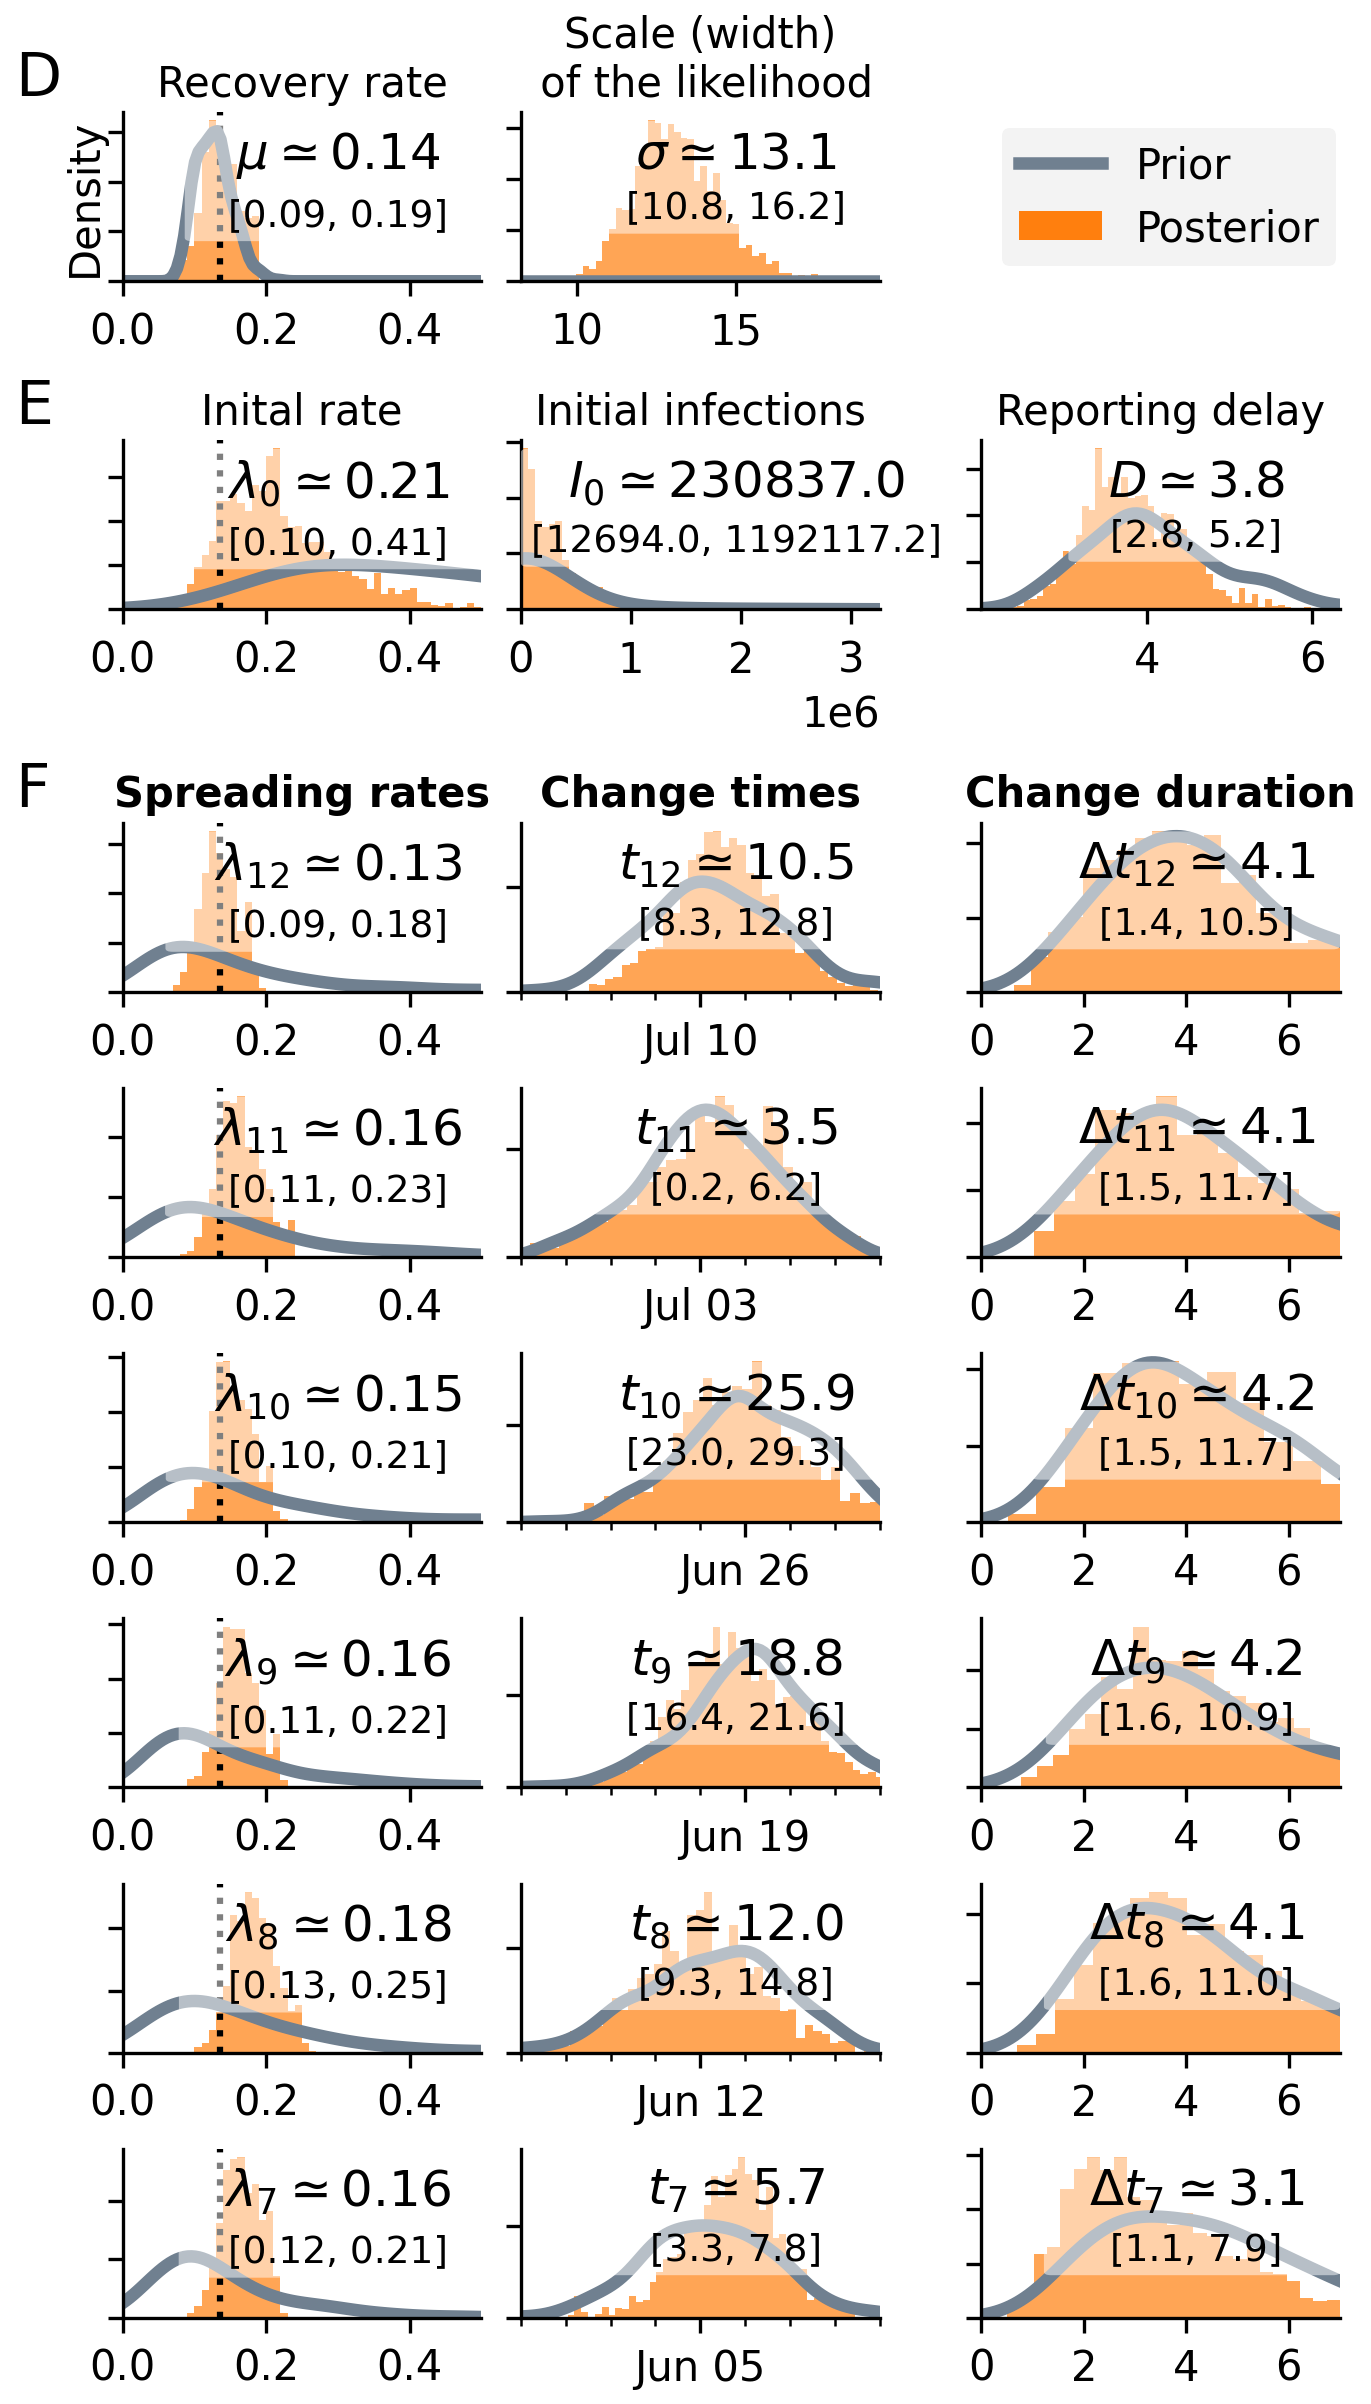 D
Recovery rate
Scale (width)
of the likelihood
Density
μ ≃ 0.14
[0.09, 0.19]
0.0 0.2 0.4
σ ≃ 13.1
[10.8, 16.2]
10 15
Prior
Posterior
E
Inital rate
Initial infections
Reporting delay
λ₀ ≃ 0.21
[0.10, 0.41]
0.0 0.2 0.4
I₀ ≃ 230837.0
[12694.0, 1192117.2]
0 1 2 3
1e6
D ≃ 3.8
[2.8, 5.2]
4 6
F
Spreading rates
Change times
Change duration
λ₁₂ ≃ 0.13
[0.09, 0.18]
0.0 0.2 0.4
t₁₂ ≃ 10.5
[8.3, 12.8]
Jul 10
Δt₁₂ ≃ 4.1
[1.4, 10.5]
0 2 4 6
λ₁₁ ≃ 0.16
[0.11, 0.23]
0.0 0.2 0.4
t₁₁ ≃ 3.5
[0.2, 6.2]
Jul 03
Δt₁₁ ≃ 4.1
[1.5, 11.7]
0 2 4 6
λ₁₀ ≃ 0.15
[0.10, 0.21]
0.0 0.2 0.4
t₁₀ ≃ 25.9
[23.0, 29.3]
Jun 26
Δt₁₀ ≃ 4.2
[1.5, 11.7]
0 2 4 6
λ₉ ≃ 0.16
[0.11, 0.22]
0.0 0.2 0.4
t₉ ≃ 18.8
[16.4, 21.6]
Jun 19
Δt₉ ≃ 4.2
[1.6, 10.9]
0 2 4 6
λ₈ ≃ 0.18
[0.13, 0.25]
0.0 0.2 0.4
t₈ ≃ 12.0
[9.3, 14.8]
Jun 12
Δt₈ ≃ 4.1
[1.6, 11.0]
0 2 4 6
λ₇ ≃ 0.16
[0.12, 0.21]
0.0 0.2 0.4
t₇ ≃ 5.7
[3.3, 7.8]
Jun 05
Δt₇ ≃ 3.1
[1.1, 7.9]
0 2 4 6